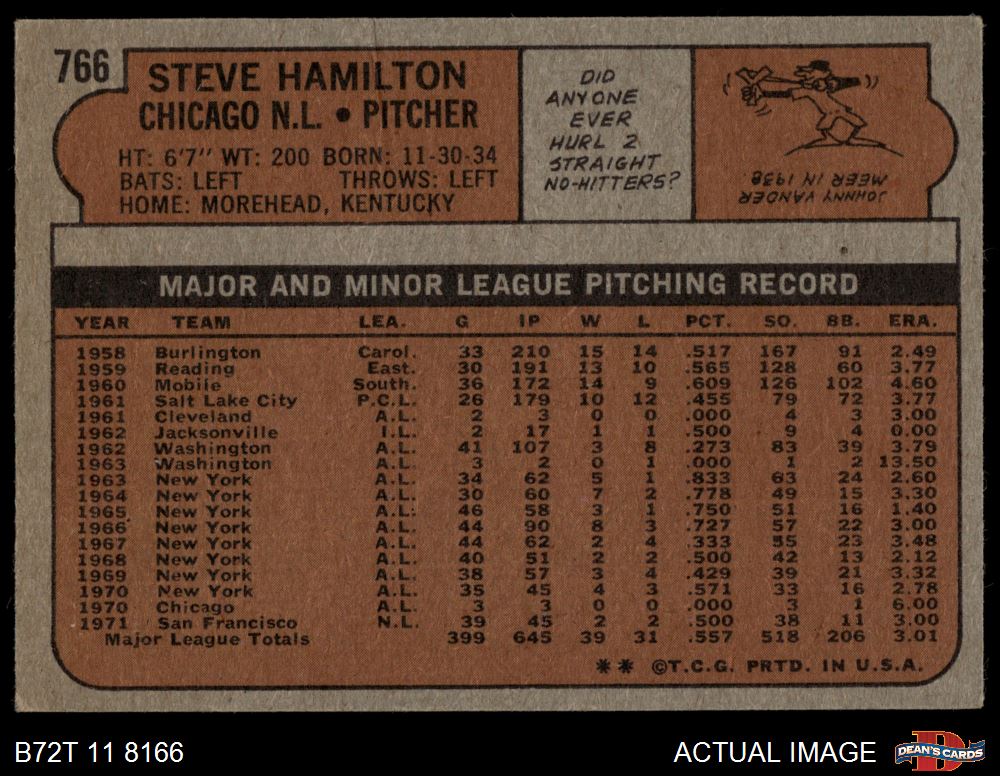 766
STEVE HAMILTON
CHICAGO N.L. • PITCHER
HT: 6'7" WT: 200 BORN: 11-30-34
BATS: LEFT THROWS: LEFT
HOME: MOREHEAD, KENTUCKY
DID
ANYONE
EVER
HURL 2
STRAIGHT
NO-HITTERS?
JOHNNY VANDER
MEER IN 1938.
MAJOR AND MINOR LEAGUE PITCHING RECORD
YEAR TEAM LEA. G IP W L PCT. SO. BB. ERA.
1958 Burlington Carol. 33 210 15 14 .517 167 91 2.49
1959 Reading East. 30 191 13 10 .565 128 60 3.77
1960 Mobile South. 36 172 14 9 .609 126 102 4.60
1961 Salt Lake City P.C.L. 26 179 10 12 .455 79 72 3.77
1961 Cleveland A.L. 2 3 0 0 .000 4 3 3.00
1962 Jacksonville I.L. 2 17 1 1 .500 9 4 0.00
1962 Washington A.L. 41 107 3 8 .273 83 39 3.79
1963 Washington A.L. 3 2 0 1 .000 1 2 13.50
1963 New York A.L. 34 62 5 1 .833 63 24 2.60
1964 New York A.L. 30 60 7 2 .778 49 15 3.30
1965 New York A.L. 46 58 3 1 .750 51 16 1.40
1966 New York A.L. 44 90 8 3 .727 57 22 3.00
1967 New York A.L. 44 62 2 4 .333 55 23 3.48
1968 New York A.L. 40 51 2 2 .500 42 13 2.12
1969 New York A.L. 38 57 3 4 .429 39 21 3.32
1970 New York A.L. 35 45 4 3 .571 33 16 2.78
1970 Chicago A.L. 3 3 0 0 .000 3 1 6.00
1971 San Francisco N.L. 39 45 2 2 .500 38 11 3.00
Major League Totals 399 645 39 31 .557 518 206 3.01
** ©T.C.G. PRTD. IN U.S.A.
B72T 11 8166
ACTUAL IMAGE
D
DEAN'S CARDS